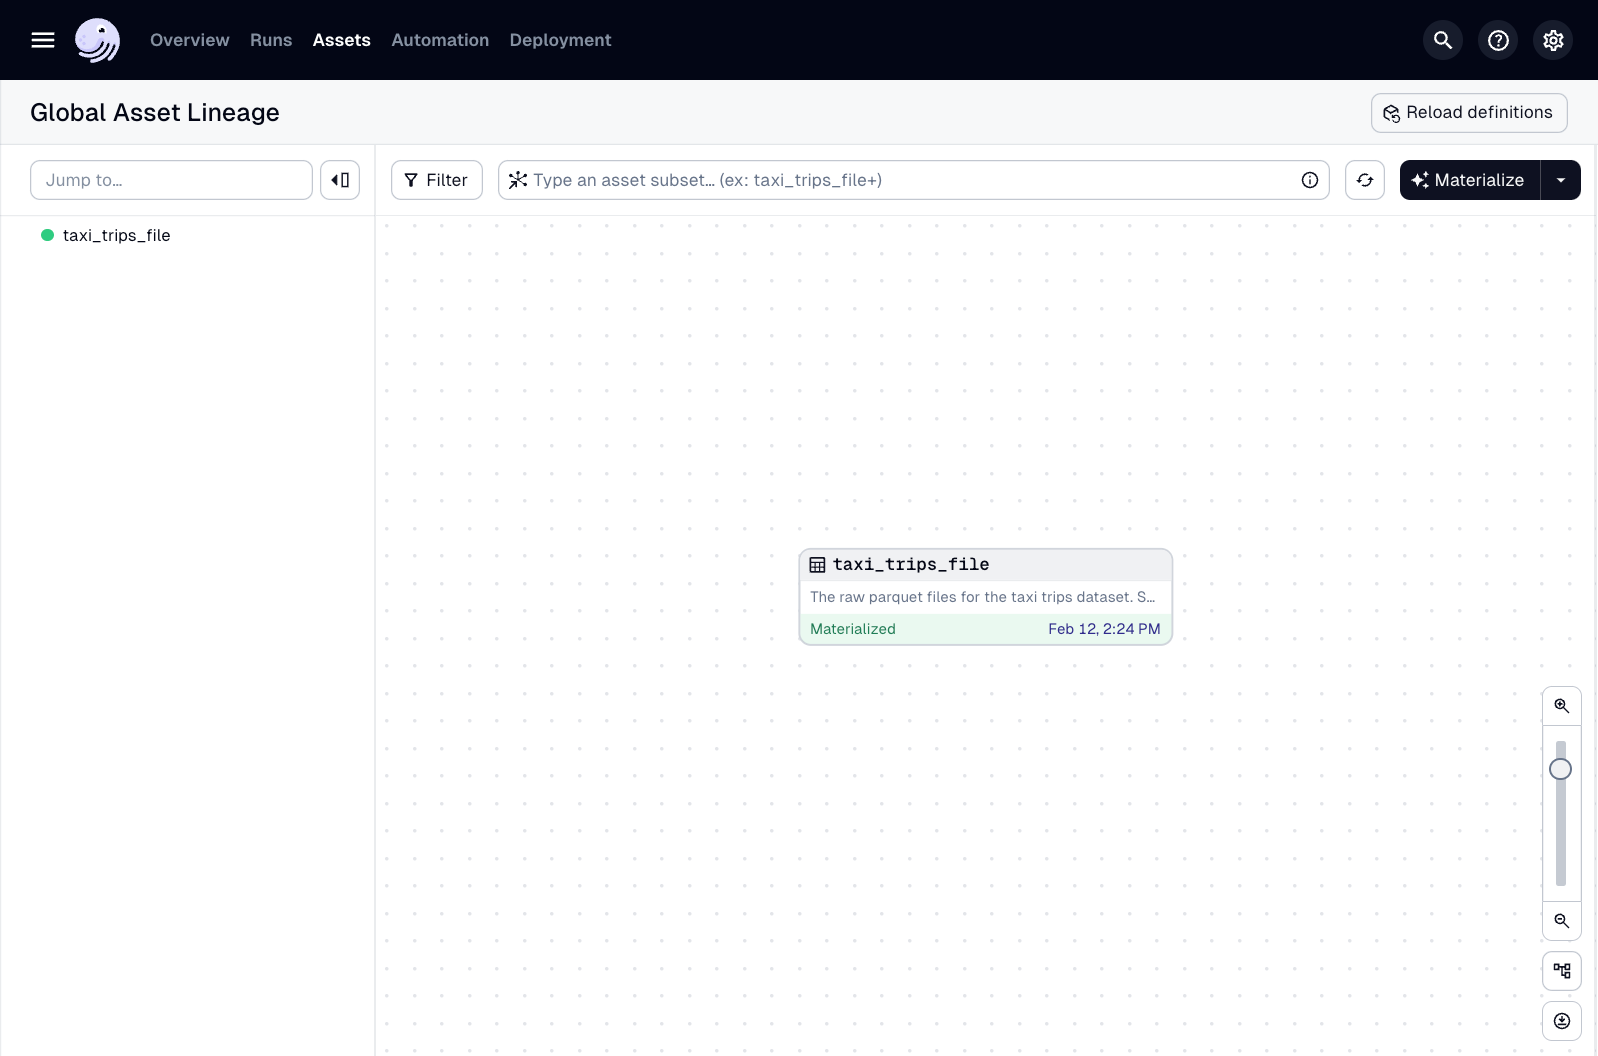 Overview Runs Assets Automation Deployment
Global Asset Lineage
Reload definitions
Jump to…
Filter
Type an asset subset… (ex: taxi_trips_file+)
Materialize
taxi_trips_file
taxi_trips_file
The raw parquet files for the taxi trips dataset. S…
Materialized Feb 12, 2:24 PM